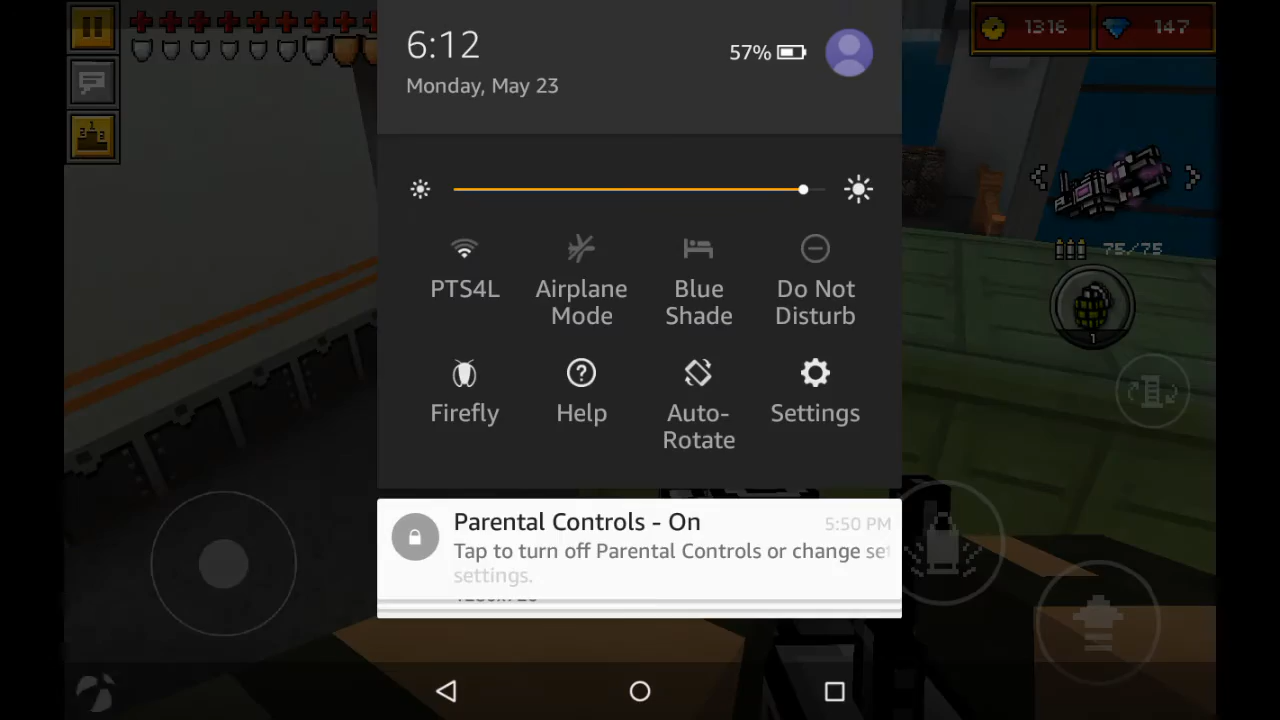 6:12
57%
Monday, May 23
1316
147
75/75
1
PTS4L
Airplane Mode
Blue Shade
Do Not Disturb
Firefly
Help
Auto-Rotate
Settings
Parental Controls - On
5:50 PM
Tap to turn off Parental Controls or change se
settings.